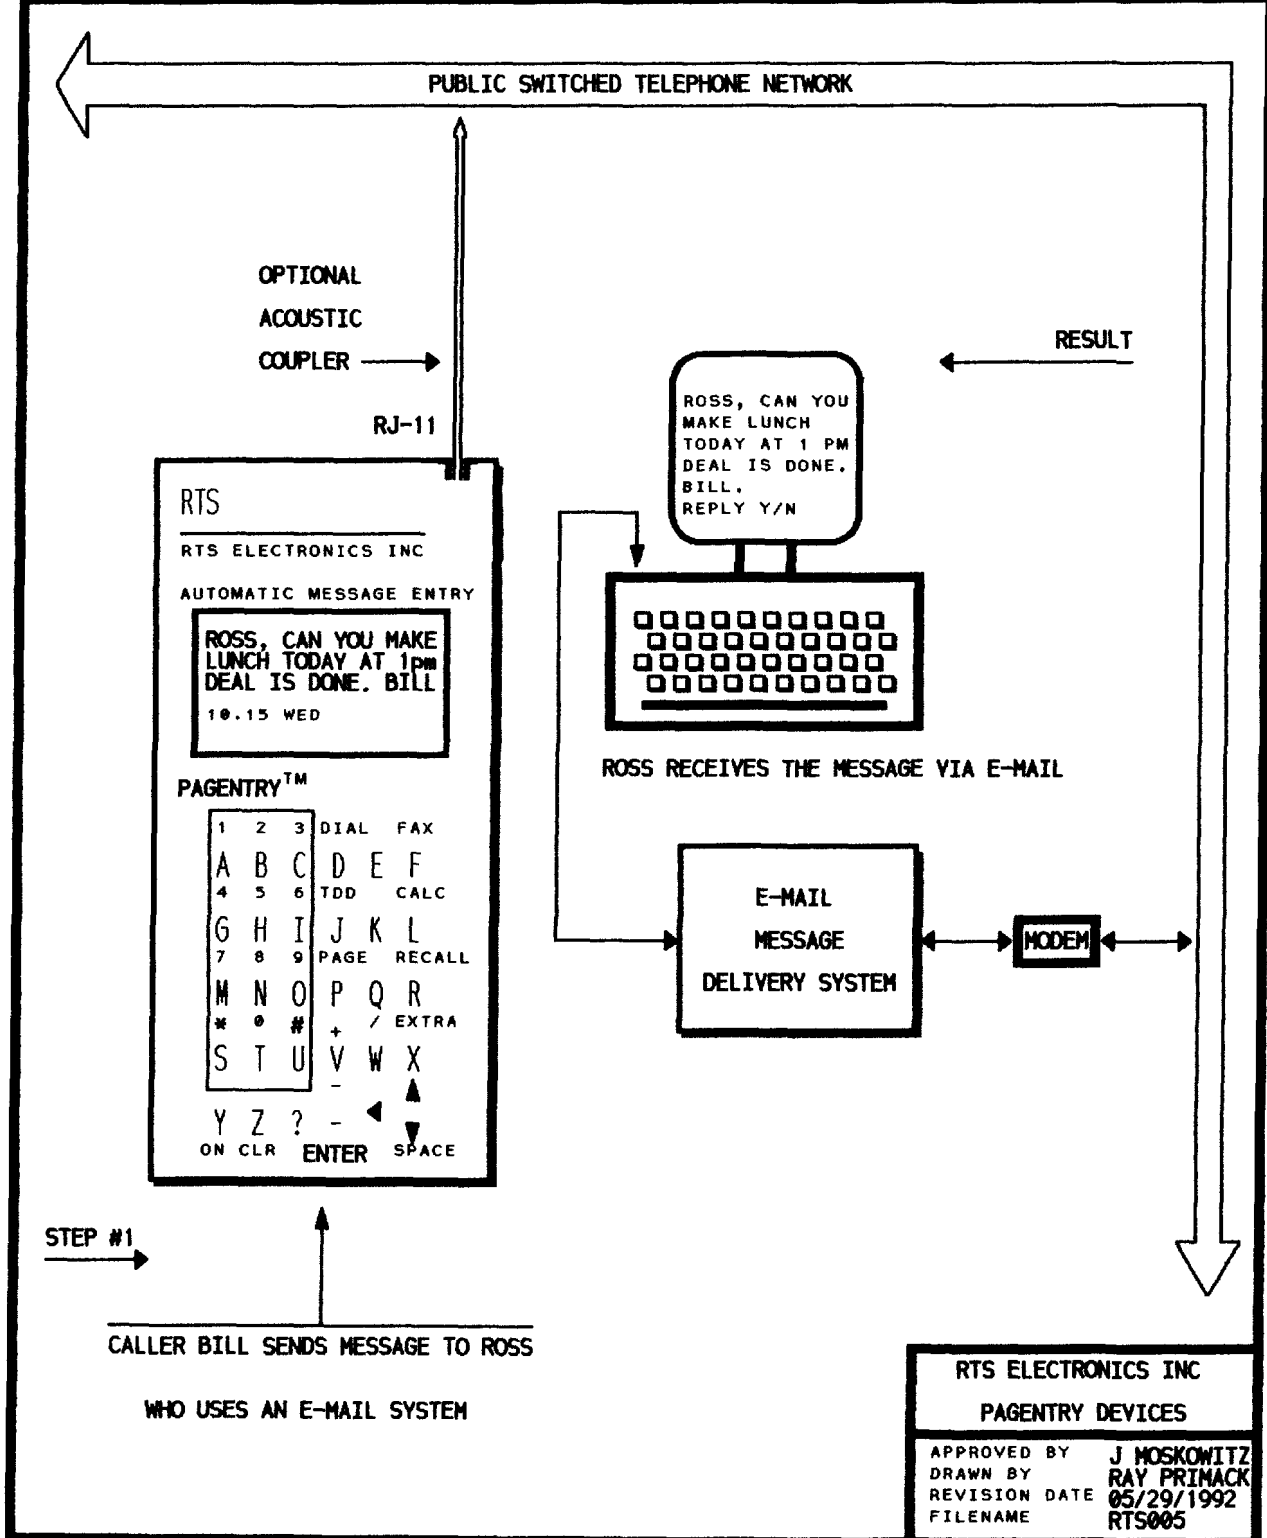 PUBLIC SWITCHED TELEPHONE NETWORK
OPTIONAL
ACOUSTIC
COUPLER
RJ-11
RESULT
ROSS, CAN YOU
MAKE LUNCH
TODAY AT 1 PM
DEAL IS DONE.
BILL.
REPLY Y/N
RTS
RTS ELECTRONICS INC
AUTOMATIC MESSAGE ENTRY
ROSS, CAN YOU MAKE
LUNCH TODAY AT 1pm
DEAL IS DONE. BILL
10.15 WED
PAGENTRY™
1 2 3 DIAL FAX
A B C D E F
4 5 6 TDD CALC
G H I J K L
7 8 9 PAGE RECALL
M N O P Q R
* 0 # + / EXTRA
S T U V W X
-
Y Z ? -
ON CLR ENTER SPACE
ROSS RECEIVES THE MESSAGE VIA E-MAIL
E-MAIL
MESSAGE
DELIVERY SYSTEM
MODEM
STEP #1
CALLER BILL SENDS MESSAGE TO ROSS
WHO USES AN E-MAIL SYSTEM
RTS ELECTRONICS INC
PAGENTRY DEVICES
APPROVED BY J MOSKOWITZ
DRAWN BY RAY PRIMACK
REVISION DATE 05/29/1992
FILENAME RTS005